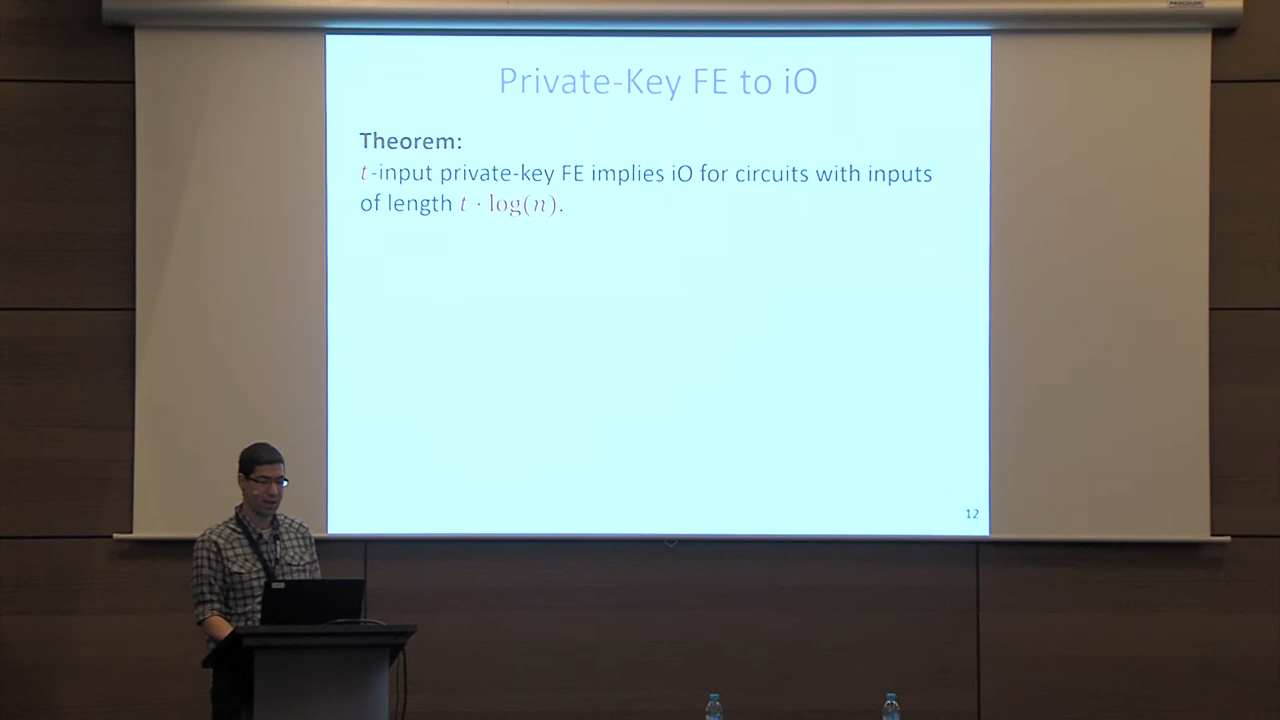 PROCOLOR
Private-Key FE to iO
Theorem:
t-input private-key FE implies iO for circuits with inputs
of length t · log(n).
12